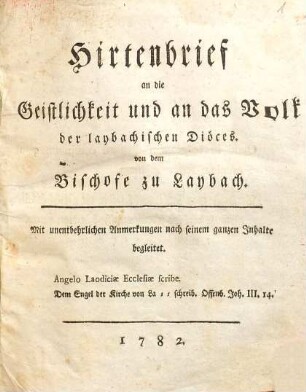 1
Hirtenbrief
an die
Geistlichkeit und an das Volk
der laybachischen Diöces.
von dem
Bischofe zu Laybach.
Mit unentbehrlichen Anmerkungen nach seinem ganzen Inhalte
begleitet.
Angelo Laodiciæ Ecclesiæ scribe.
Dem Engel der Kirche von La ‒ ‒ schreib. Offenb. Joh. III. 14.
1782.